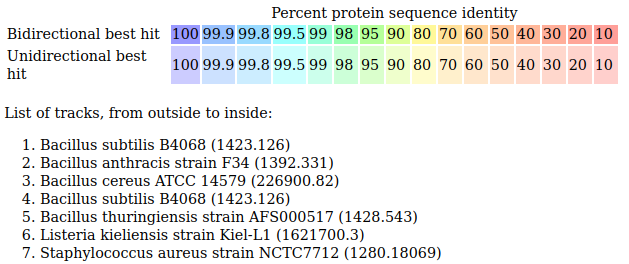 Percent protein sequence identity
Bidirectional best hit 100 99.9 99.8 99.5 99 98 95 90 80 70 60 50 40 30 20 10
Unidirectional best hit 100 99.9 99.8 99.5 99 98 95 90 80 70 60 50 40 30 20 10
List of tracks, from outside to inside:
1. Bacillus subtilis B4068 (1423.126)
2. Bacillus anthracis strain F34 (1392.331)
3. Bacillus cereus ATCC 14579 (226900.82)
4. Bacillus subtilis B4068 (1423.126)
5. Bacillus thuringiensis strain AFS000517 (1428.543)
6. Listeria kieliensis strain Kiel-L1 (1621700.3)
7. Staphylococcus aureus strain NCTC7712 (1280.18069)